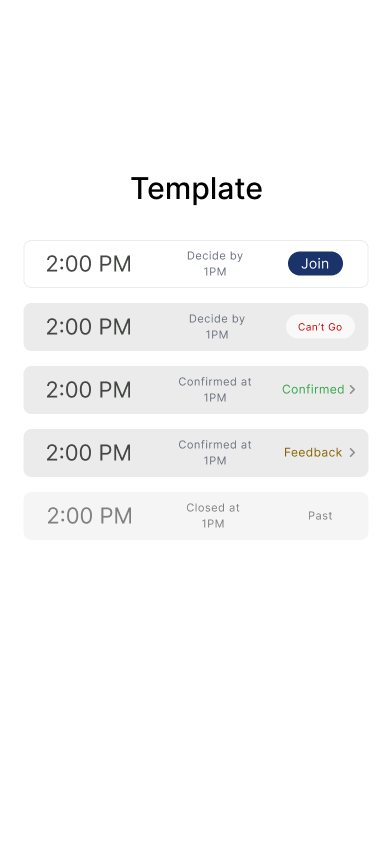 Template
2:00 PM
Decide by
1PM
Join
2:00 PM
Decide by
1PM
Can't Go
2:00 PM
Confirmed at
1PM
Confirmed
2:00 PM
Confirmed at
1PM
Feedback
2:00 PM
Closed at
1PM
Past